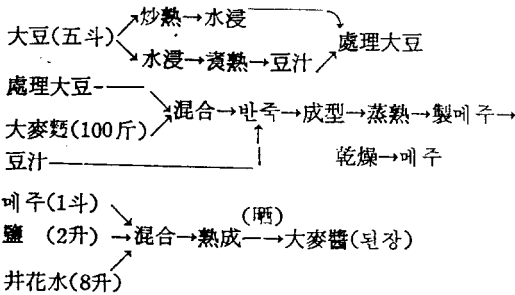 炒熟→水浸
大豆(五斗)
處理大豆
水浸→煑熟→豆汁
處理大豆
混合→반죽→成型→蒸熟→製메주→
大麥麪(100斤)
豆汁
乾燥→메주
메주(1斗)
(晒)
鹽 (2升)→混合→熟成→大麥醬(된장)
井花水(8升)